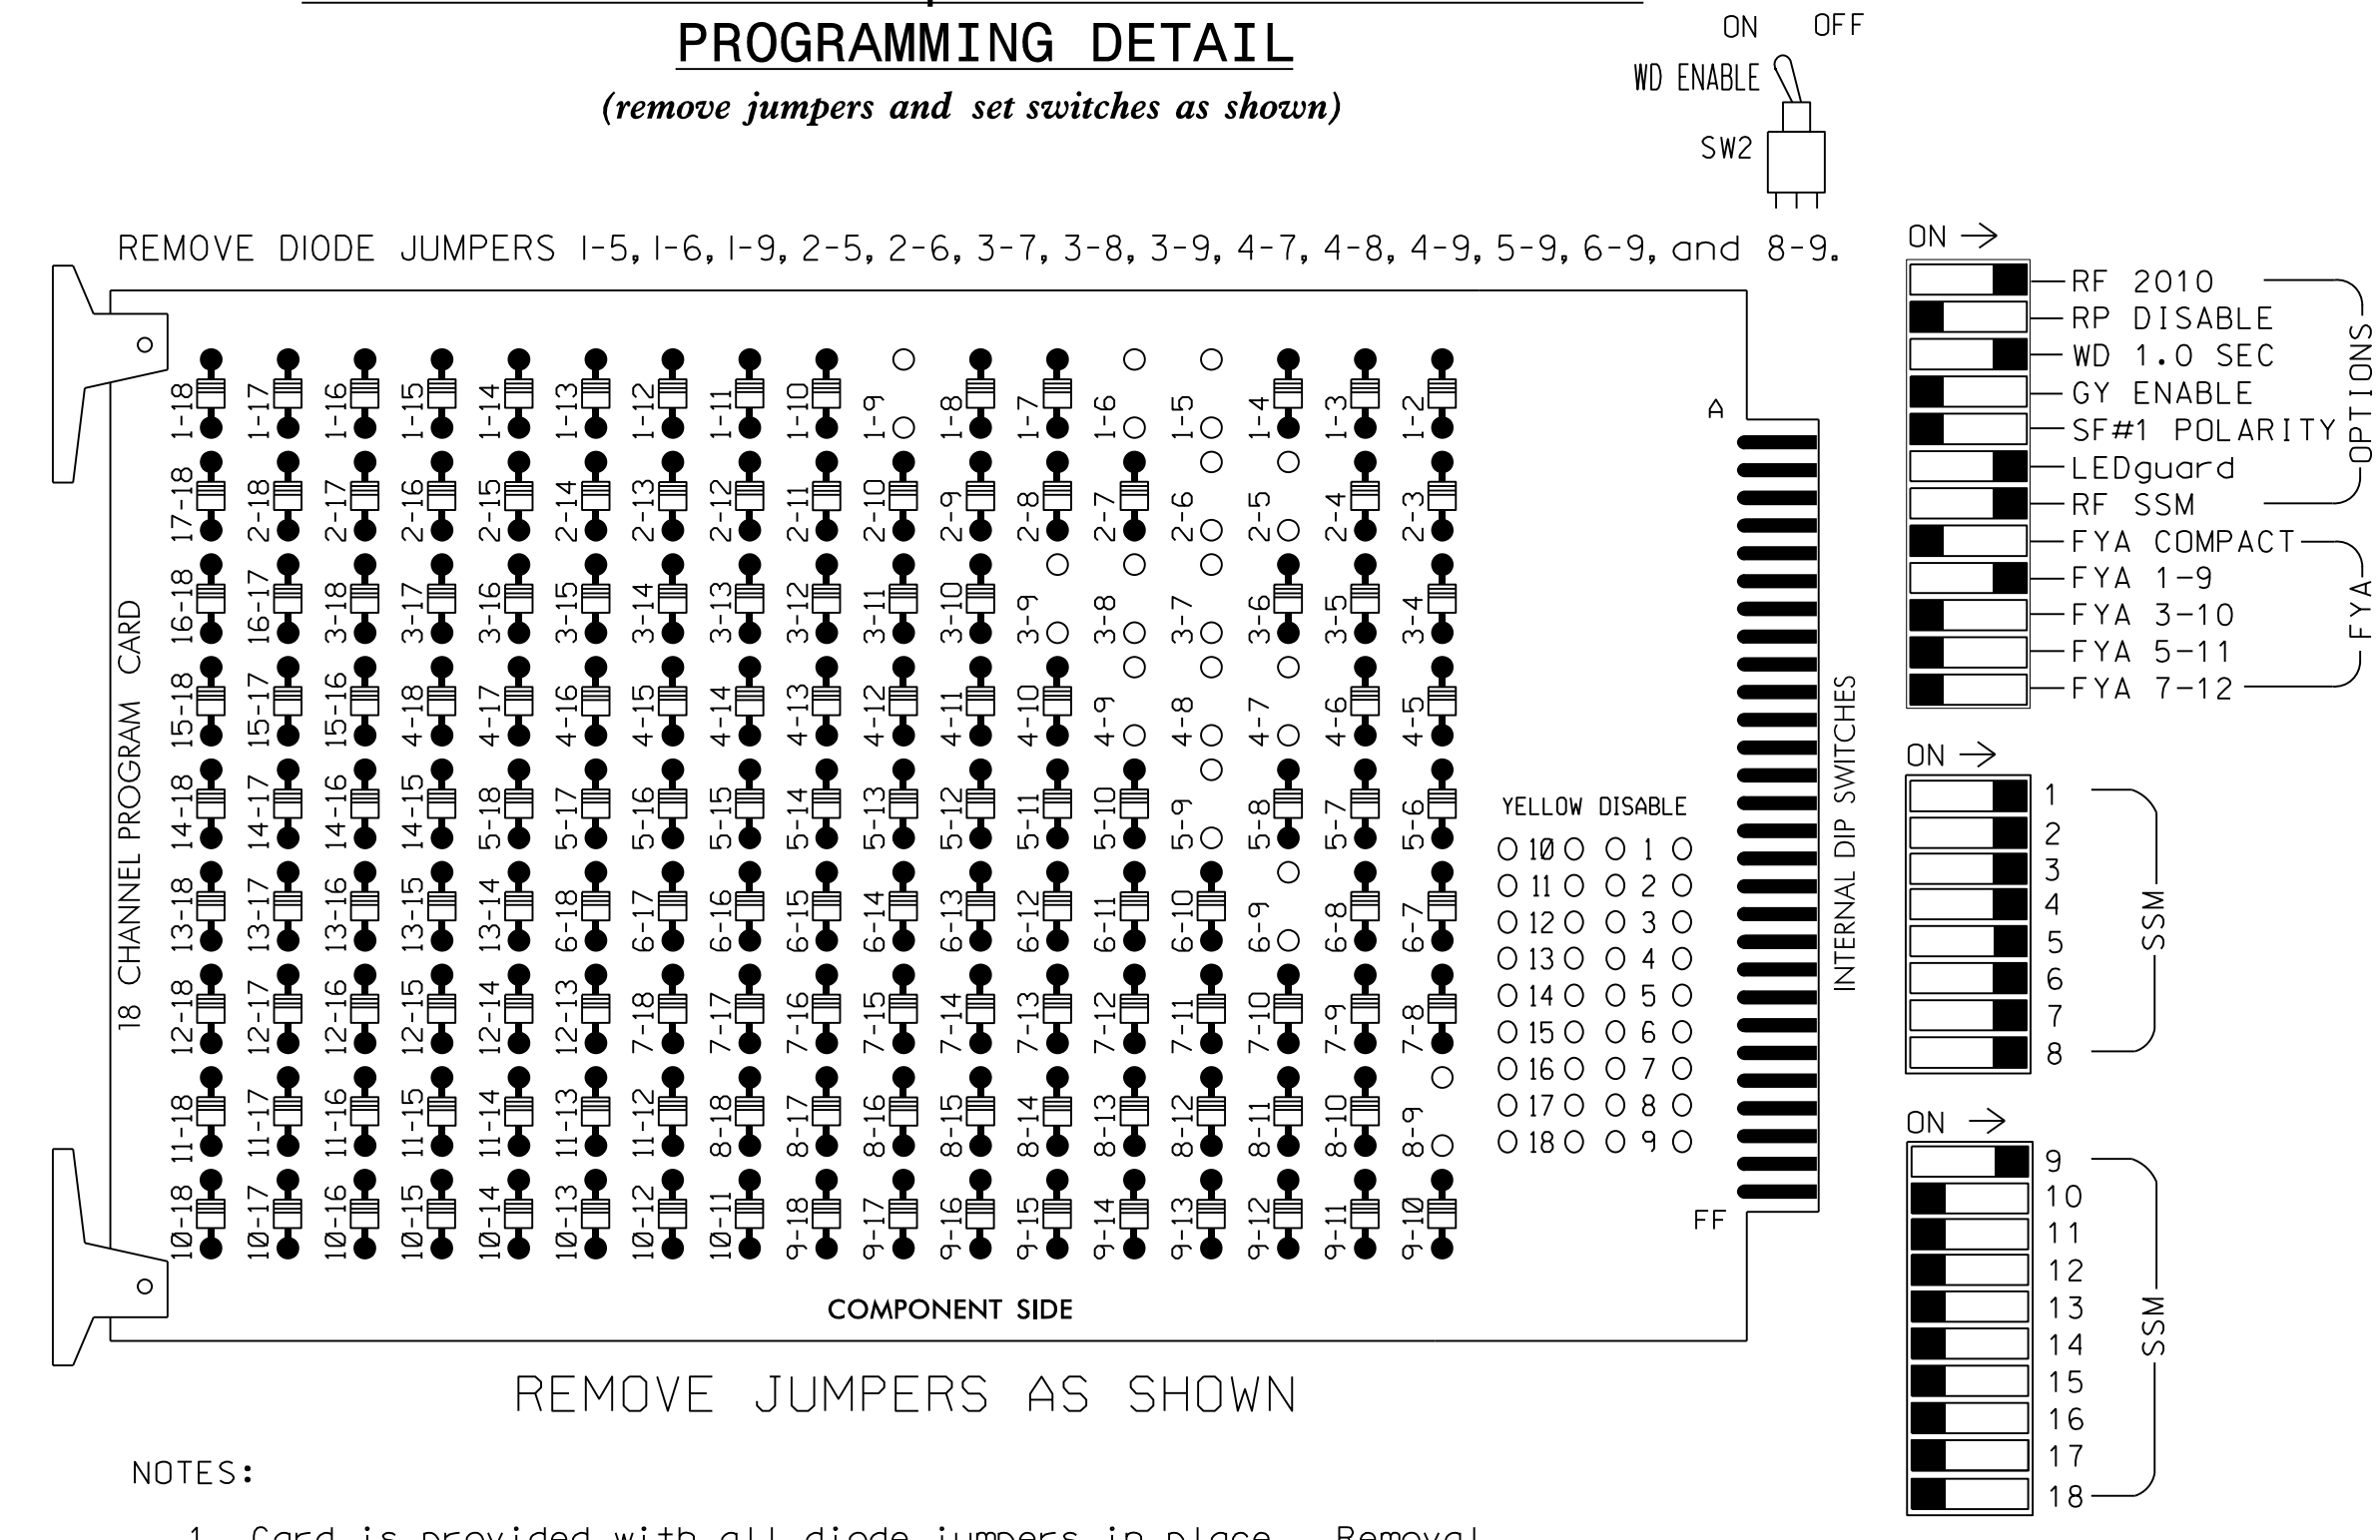 PROGRAMMING DETAIL
(remove jumpers and set switches as shown)
ON OFF
WD ENABLE
SW2
REMOVE DIODE JUMPERS 1-5, 1-6, 1-9, 2-5, 2-6, 3-7, 3-8, 3-9, 4-7, 4-8, 4-9, 5-9, 6-9, and 8-9.
18 CHANNEL PROGRAM CARD
1-18 1-17 1-16 1-15 1-14 1-13 1-12 1-11 1-10 1-9 1-8 1-7 1-6 1-5 1-4 1-3 1-2
17-18 2-18 2-17 2-16 2-15 2-14 2-13 2-12 2-11 2-10 2-9 2-8 2-7 2-6 2-5 2-4 2-3
16-18 16-17 3-18 3-17 3-16 3-15 3-14 3-13 3-12 3-11 3-10 3-9 3-8 3-7 3-6 3-5 3-4
15-18 15-17 15-16 4-18 4-17 4-16 4-15 4-14 4-13 4-12 4-11 4-10 4-9 4-8 4-7 4-6 4-5
14-18 14-17 14-16 14-15 5-18 5-17 5-16 5-15 5-14 5-13 5-12 5-11 5-10 5-9 5-8 5-7 5-6
13-18 13-17 13-16 13-15 13-14 6-18 6-17 6-16 6-15 6-14 6-13 6-12 6-11 6-10 6-9 6-8 6-7
12-18 12-17 12-16 12-15 12-14 12-13 7-18 7-17 7-16 7-15 7-14 7-13 7-12 7-11 7-10 7-9 7-8
11-18 11-17 11-16 11-15 11-14 11-13 11-12 8-18 8-17 8-16 8-15 8-14 8-13 8-12 8-11 8-10 8-9
10-18 10-17 10-16 10-15 10-14 10-13 10-12 10-11 9-18 9-17 9-16 9-15 9-14 9-13 9-12 9-11 9-10
YELLOW DISABLE
10 1
11 2
12 3
13 4
14 5
15 6
16 7
17 8
18 9
A
FF
COMPONENT SIDE
INTERNAL DIP SWITCHES
ON
RF 2010
RP DISABLE
WD 1.0 SEC
GY ENABLE
SF#1 POLARITY
LEDguard
RF SSM
OPTIONS
FYA COMPACT
FYA 1-9
FYA 3-10
FYA 5-11
FYA 7-12
FYA
ON
1
2
3
4
5
6
7
8
SSM
ON
9
10
11
12
13
14
15
16
17
18
SSM
REMOVE JUMPERS AS SHOWN
NOTES:
1. Card is provided with all diode jumpers in place. Removal